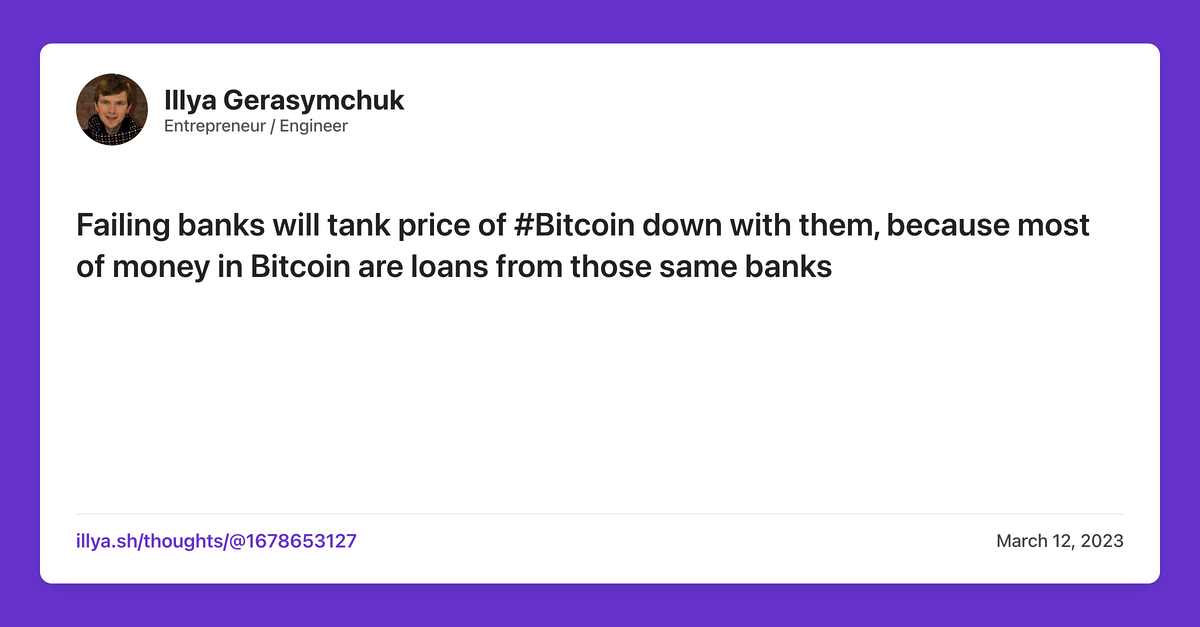 Illya Gerasymchuk
Entrepreneur / Engineer
Failing banks will tank price of #Bitcoin down with them, because most
of money in Bitcoin are loans from those same banks
illya.sh/thoughts/@1678653127
March 12, 2023